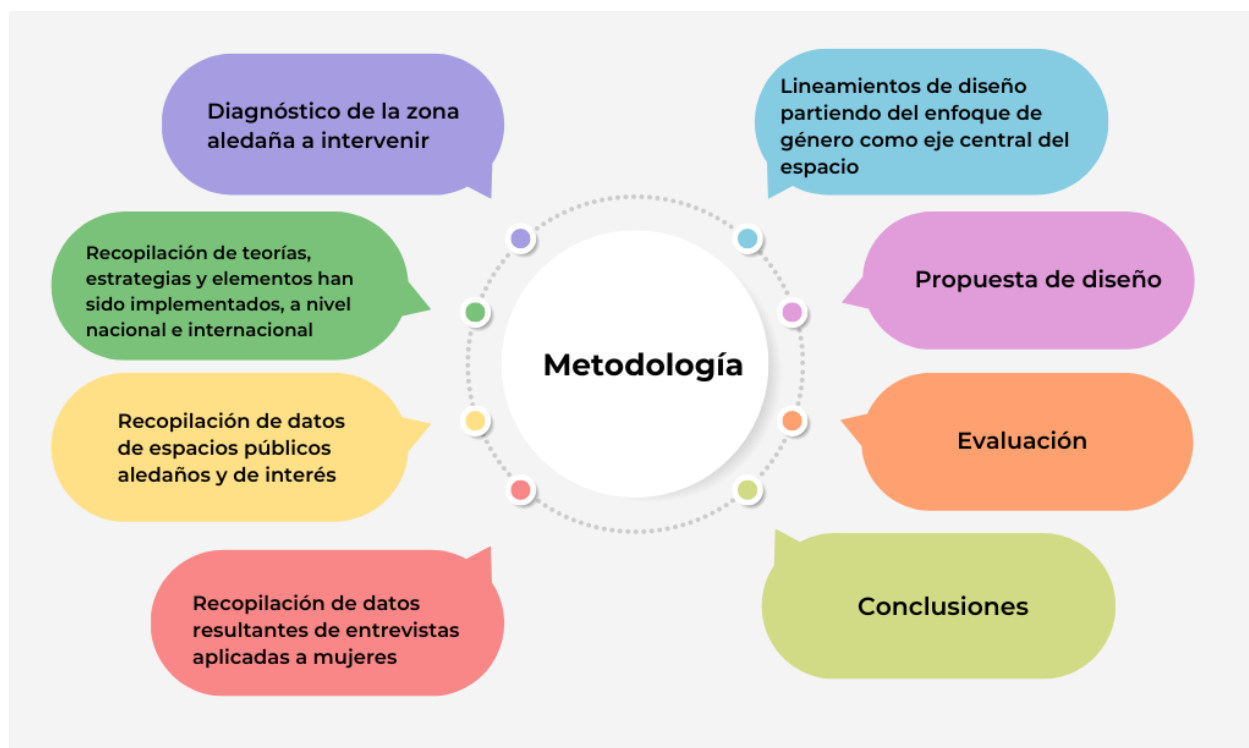 Diagnóstico de la zona
aledaña a intervenir
Recopilación de teorías,
estrategias y elementos han
sido implementados, a nivel
nacional e internacional
Recopilación de datos
de espacios públicos
aledaños y de interés
Recopilación de datos
resultantes de entrevistas
aplicadas a mujeres
Metodología
Lineamientos de diseño
partiendo del enfoque de
género como eje central del
espacio
Propuesta de diseño
Evaluación
Conclusiones